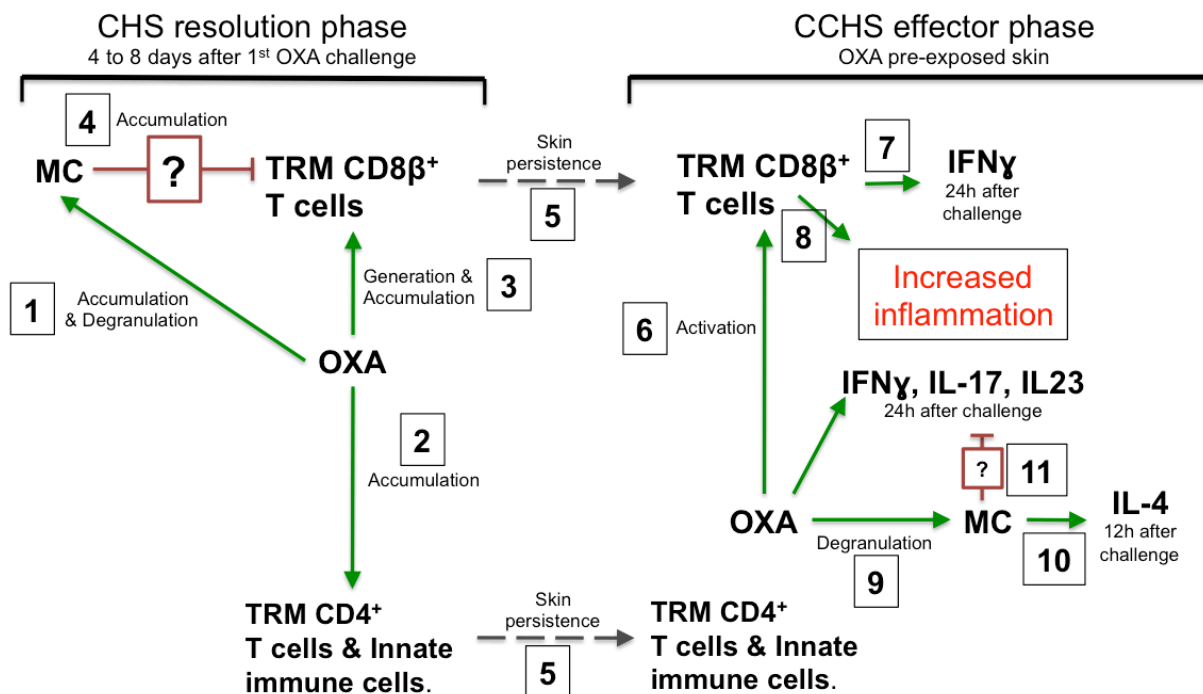 CHS resolution phase
4 to 8 days after 1st OXA challenge
CCHS effector phase
OXA pre-exposed skin
4
Accumulation
MC
?
TRM CD8β+
T cells
Skin
persistence
5
TRM CD8β+
T cells
7
IFNɣ
24h after
challenge
8
Increased
inflammation
1
Accumulation
& Degranulation
Generation &
Accumulation
3
6
Activation
OXA
IFNɣ, IL-17, IL23
24h after challenge
2
Accumulation
?
11
OXA
Degranulation
9
MC
10
IL-4
12h after
challenge
TRM CD4+
T cells & Innate
immune cells.
Skin
persistence
5
TRM CD4+
T cells & Innate
immune cells.